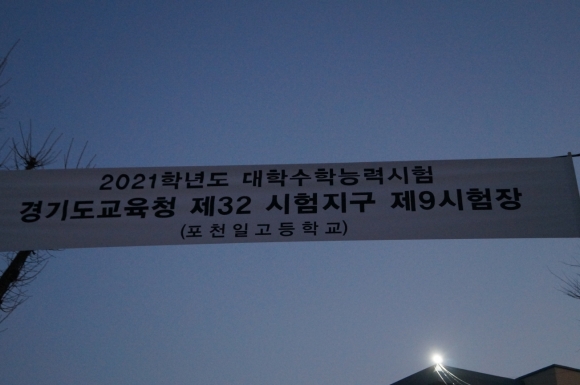 2021학년도 대학수학능력시험
경기도교육청 제32 시험지구 제9시험장
(포천일고등학교)